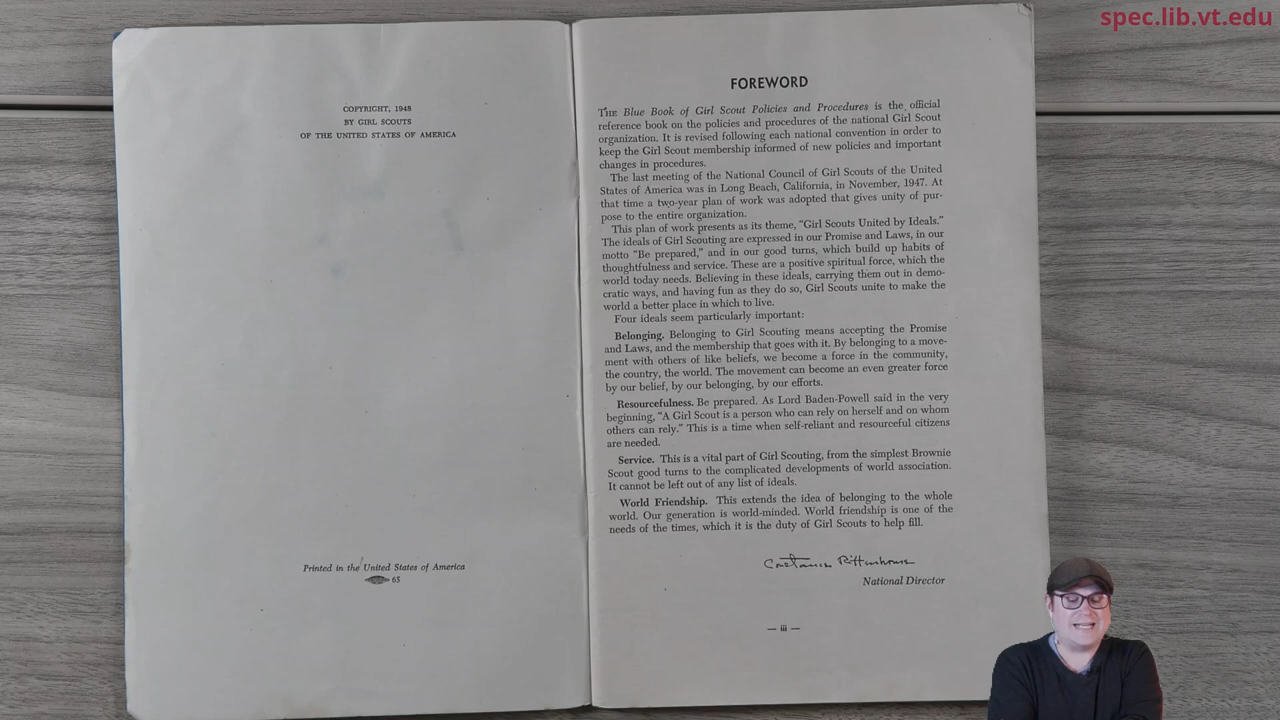 spec.lib.vt.edu
COPYRIGHT, 1948
BY GIRL SCOUTS
OF THE UNITED STATES OF AMERICA
Printed in the United States of America
65
FOREWORD
THE Blue Book of Girl Scout Policies and Procedures is the official
reference book on the policies and procedures of the national Girl Scout
organization. It is revised following each national convention in order to
keep the Girl Scout membership informed of new policies and important
changes in procedures.
The last meeting of the National Council of Girl Scouts of the United
States of America was in Long Beach, California, in November, 1947. At
that time a two-year plan of work was adopted that gives unity of pur-
pose to the entire organization.
This plan of work presents as its theme, “Girl Scouts United by Ideals.”
The ideals of Girl Scouting are expressed in our Promise and Laws, in our
motto “Be prepared,” and in our good turns, which build up habits of
thoughtfulness and service. These are a positive spiritual force, which the
world today needs. Believing in these ideals, carrying them out in demo-
cratic ways, and having fun as they do so, Girl Scouts unite to make the
world a better place in which to live.
Four ideals seem particularly important:
Belonging. Belonging to Girl Scouting means accepting the Promise
and Laws, and the membership that goes with it. By belonging to a move-
ment with others of like beliefs, we become a force in the community,
the country, the world. The movement can become an even greater force
by our belief, by our belonging, by our efforts.
Resourcefulness. Be prepared. As Lord Baden-Powell said in the very
beginning, “A Girl Scout is a person who can rely on herself and on whom
others can rely.” This is a time when self-reliant and resourceful citizens
are needed.
Service. This is a vital part of Girl Scouting, from the simplest Brownie
Scout good turns to the complicated developments of world association.
It cannot be left out of any list of ideals.
World Friendship. This extends the idea of belonging to the whole
world. Our generation is world-minded. World friendship is one of the
needs of the times, which it is the duty of Girl Scouts to help fill.
Constance Rittenhouse
National Director
— iii —